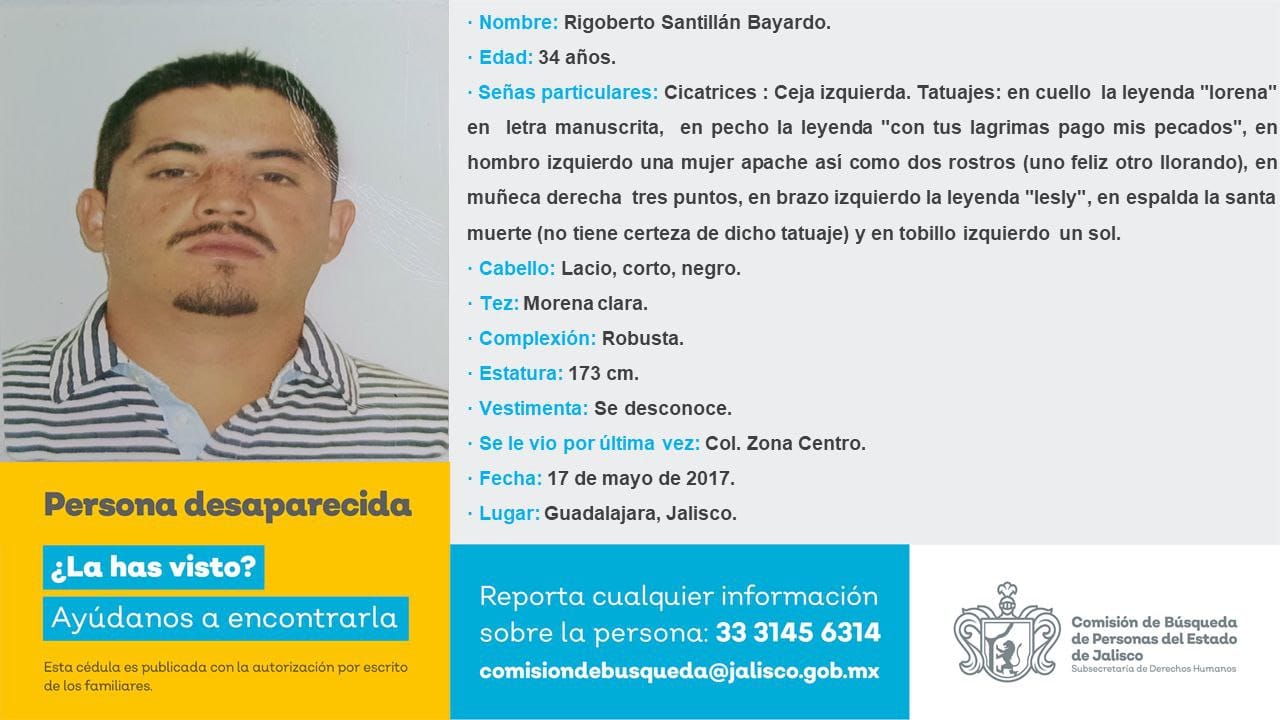 · Nombre: Rigoberto Santillán Bayardo.
· Edad: 34 años.
· Señas particulares: Cicatrices : Ceja izquierda. Tatuajes: en cuello la leyenda "lorena"
en letra manuscrita, en pecho la leyenda "con tus lagrimas pago mis pecados", en
hombro izquierdo una mujer apache así como dos rostros (uno feliz otro llorando), en
muñeca derecha tres puntos, en brazo izquierdo la leyenda "lesly", en espalda la santa
muerte (no tiene certeza de dicho tatuaje) y en tobillo izquierdo un sol.
· Cabello: Lacio, corto, negro.
· Tez: Morena clara.
· Complexión: Robusta.
· Estatura: 173 cm.
· Vestimenta: Se desconoce.
· Se le vio por última vez: Col. Zona Centro.
· Fecha: 17 de mayo de 2017.
· Lugar: Guadalajara, Jalisco.
Persona desaparecida
¿La has visto?
Ayúdanos a encontrarla
Esta cédula es publicada con la autorización por escrito
de los familiares.
Reporta cualquier información
sobre la persona: 33 3145 6314
comisiondebusqueda@jalisco.gob.mx
Comisión de Búsqueda
de Personas del Estado
de Jalisco
Subsecretaría de Derechos Humanos